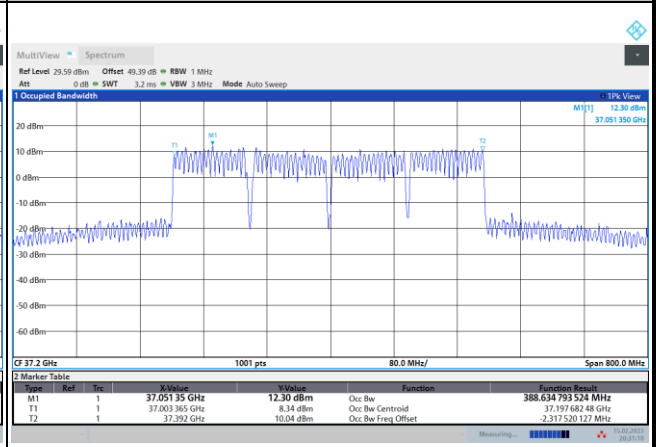 MultiView Spectrum
Ref Level 29.59 dBm Offset 49.39 dB RBW 1 MHz
Att 0 dB SWT 3.2 ms VBW 3 MHz Mode Auto Sweep
1 Occupied Bandwidth 1Pk View
M1[1] 12.30 dBm
37.051 350 GHz
20 dBm
M1
T1
T2
10 dBm
0 dBm
-10 dBm
-20 dBm
-30 dBm
-40 dBm
-50 dBm
-60 dBm
CF 37.2 GHz 1001 pts 80.0 MHz/ Span 800.0 MHz
2 Marker Table
Type Ref Trc X-Value Y-Value Function Function Result
M1 1 37.051 35 GHz 12.30 dBm Occ Bw 388.634 793 524 MHz
T1 1 37.003 365 GHz 8.34 dBm Occ Bw Centroid 37.197 682 48 GHz
T2 1 37.392 GHz 10.04 dBm Occ Bw Freq Offset -2.317 520 127 MHz
Measuring... 15.02.2023
20:31:10